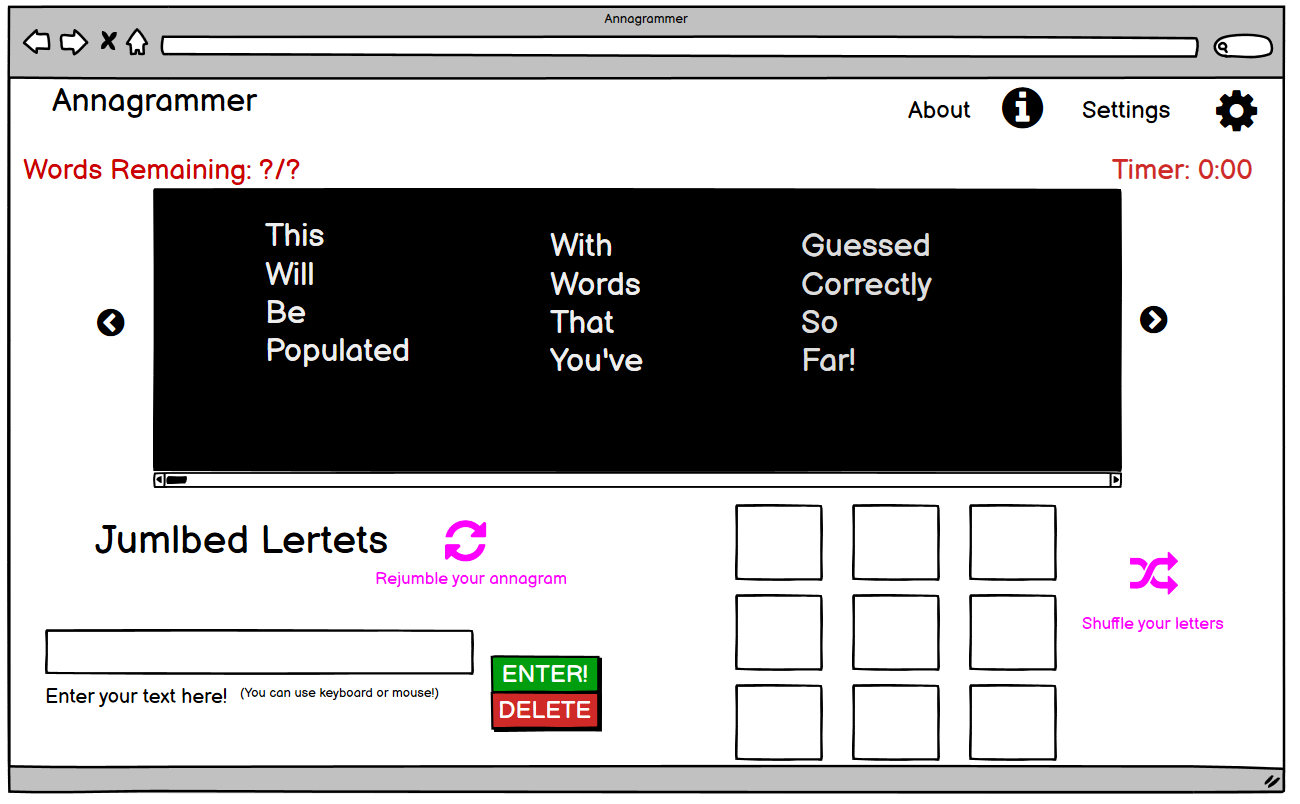 Annagrammer
Annagrammer
About
Settings
Words Remaining: ?/?
Timer: 0:00
This
Will
Be
Populated
With
Words
That
You've
Guessed
Correctly
So
Far!
Jumlbed Lertets
Rejumble your annagram
Shuffle your letters
Enter your text here! (You can use keyboard or mouse!)
ENTER!
DELETE